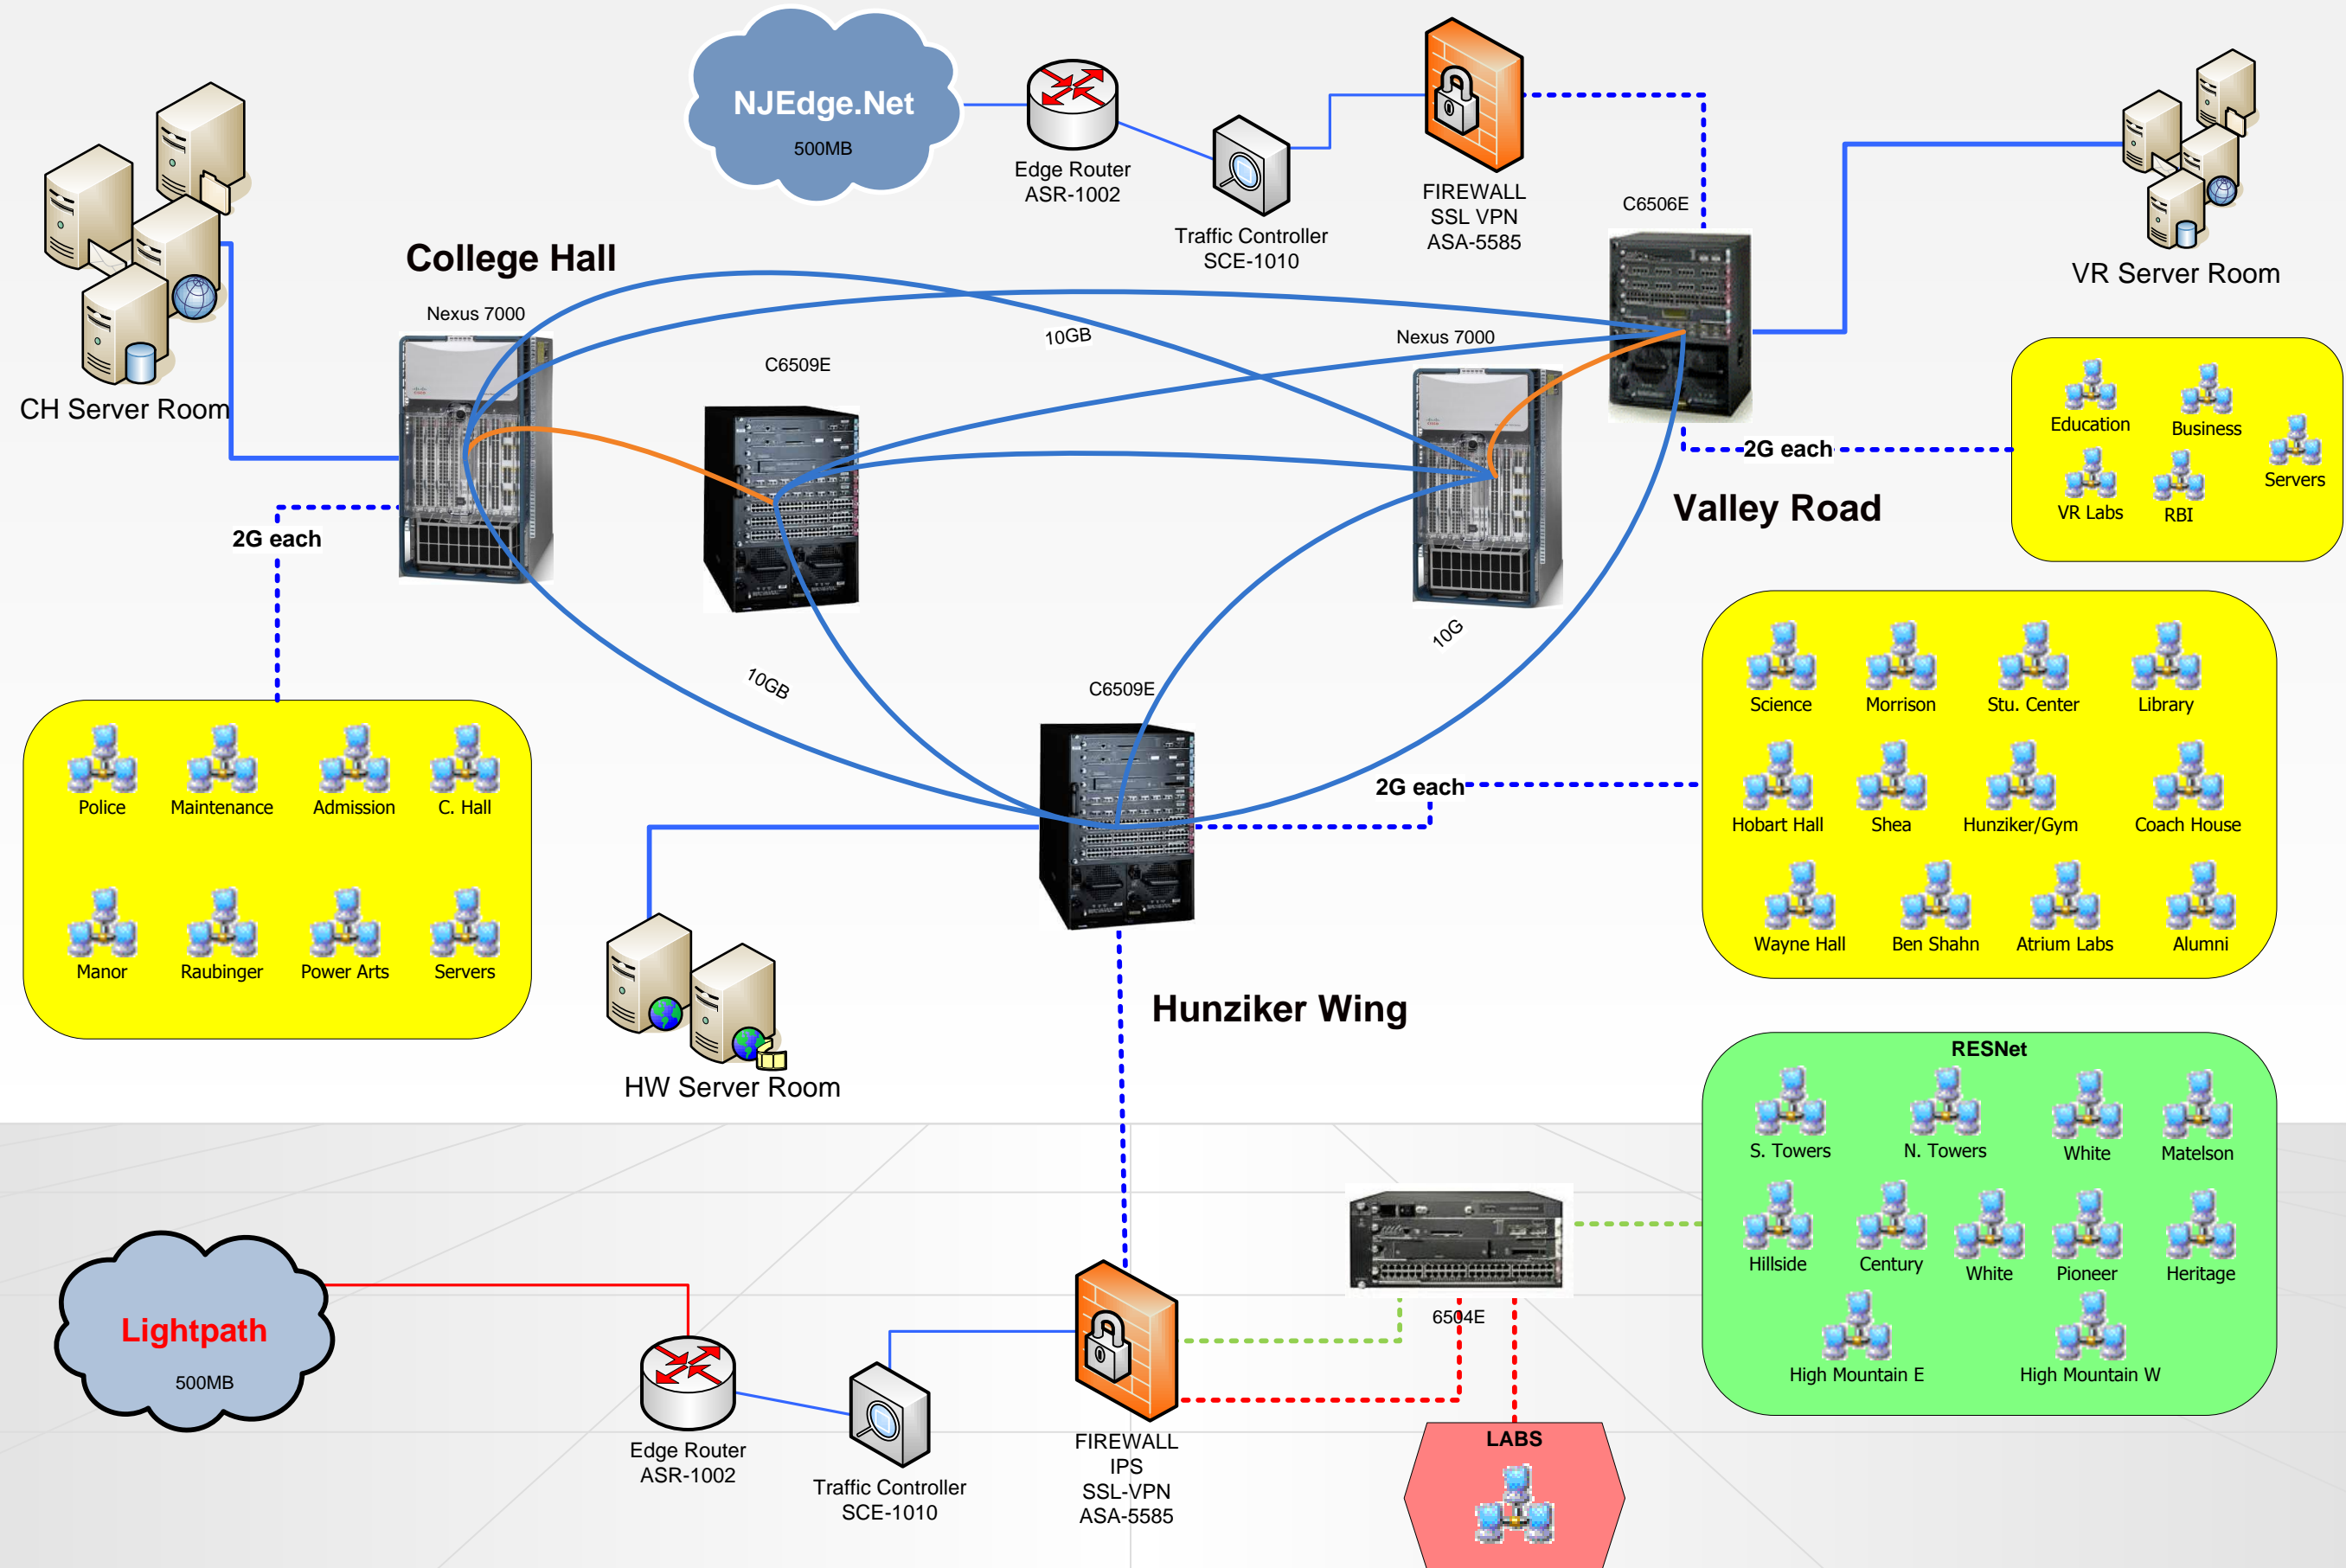 NJEdge.Net
500MB
Edge Router
ASR-1002
Traffic Controller
SCE-1010
FIREWALL
SSL VPN
ASA-5585
C6506E
VR Server Room
CH Server Room
College Hall
Nexus 7000
C6509E
10GB
Nexus 7000
2G each
Valley Road
Education
Business
Servers
VR Labs
RBI
2G each
10GB
10G
C6509E
2G each
Police
Maintenance
Admission
C. Hall
Manor
Raubinger
Power Arts
Servers
Science
Morrison
Stu. Center
Library
Hobart Hall
Shea
Hunziker/Gym
Coach House
Wayne Hall
Ben Shahn
Atrium Labs
Alumni
HW Server Room
Hunziker Wing
RESNet
S. Towers
N. Towers
White
Matelson
Hillside
Century
White
Pioneer
Heritage
High Mountain E
High Mountain W
Lightpath
500MB
Edge Router
ASR-1002
Traffic Controller
SCE-1010
FIREWALL
IPS
SSL-VPN
ASA-5585
6504E
LABS